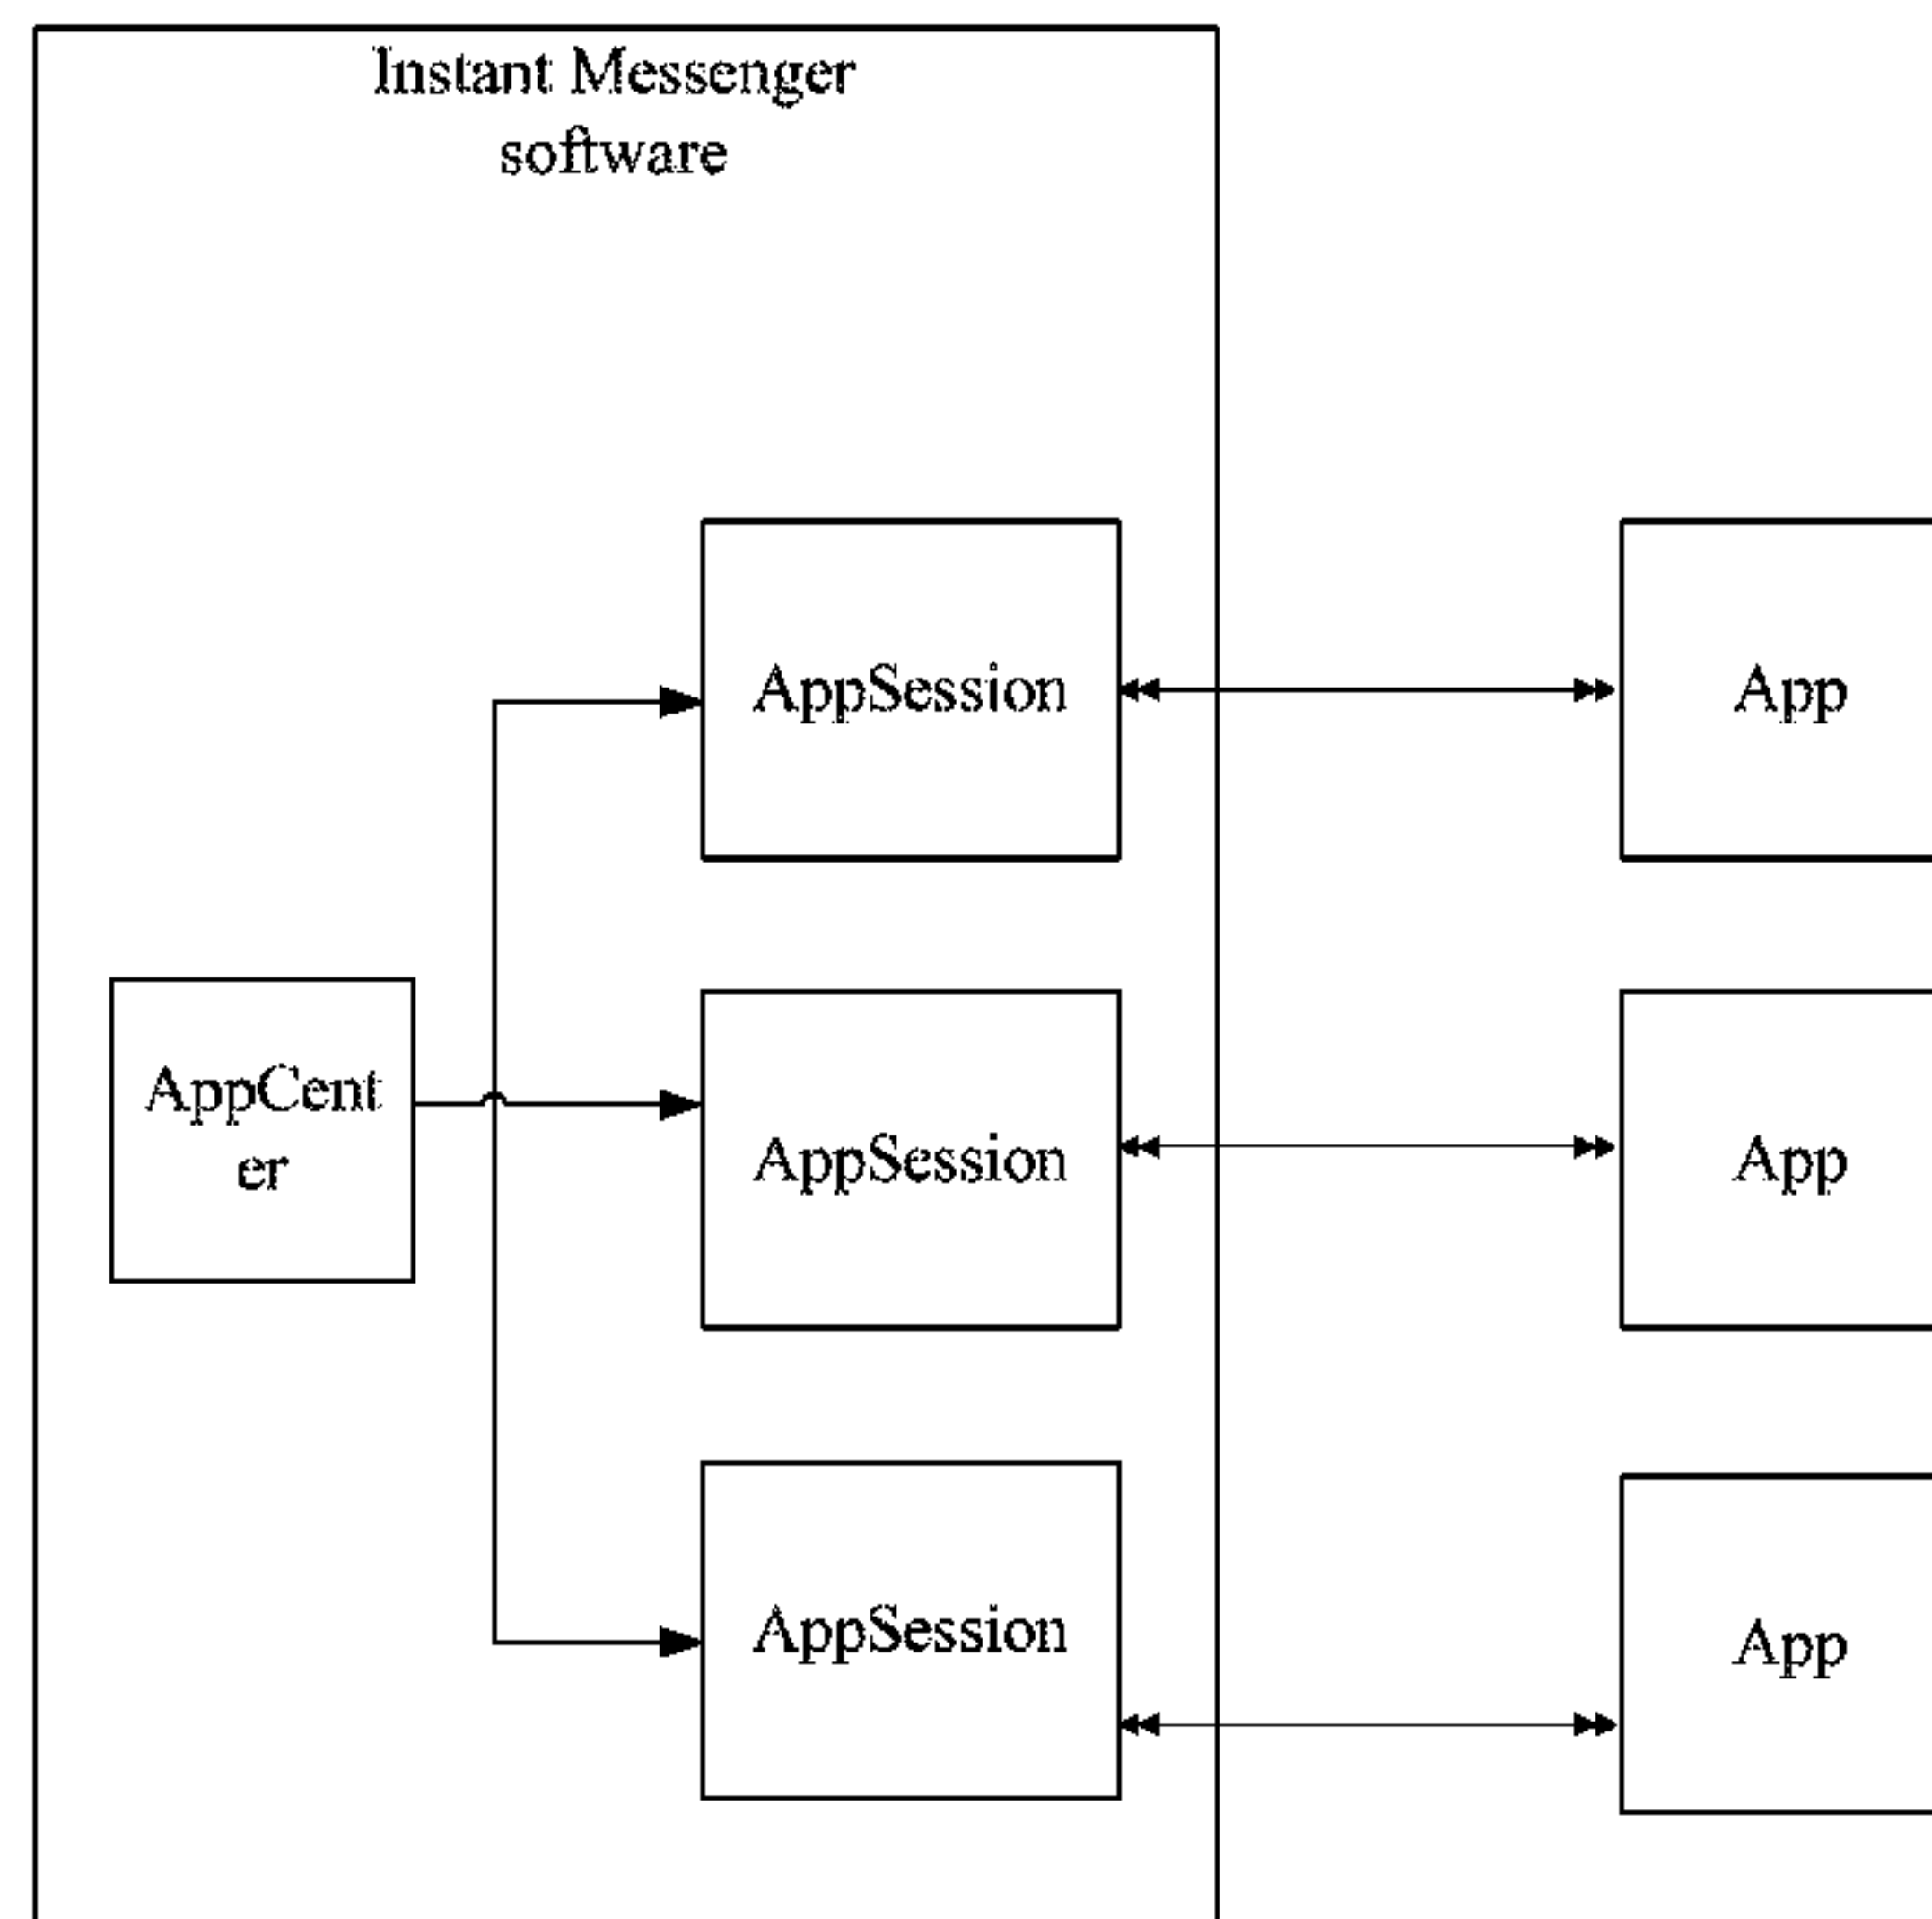 Instant Messenger
software
AppSession
App
AppCent
er
AppSession
App
AppSession
App